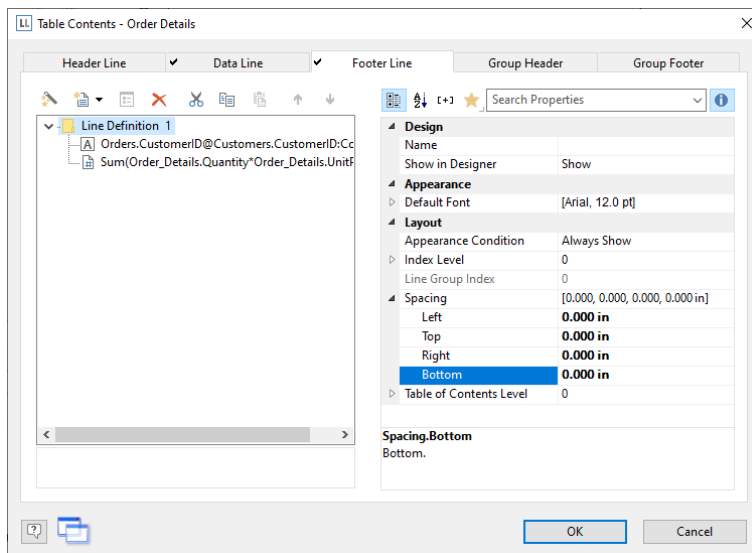 LL Table Contents - Order Details
Header Line
Data Line
Footer Line
Group Header
Group Footer
Line Definition 1
Orders.CustomerID@Customers.CustomerID:Cc
Sum(Order_Details.Quantity*Order_Details.UnitP
Search Properties
Design
Name
Show in Designer Show
Appearance
Default Font [Arial, 12.0 pt]
Layout
Appearance Condition Always Show
Index Level 0
Line Group Index 0
Spacing [0.000, 0.000, 0.000, 0.000 in]
Left 0.000 in
Top 0.000 in
Right 0.000 in
Bottom 0.000 in
Table of Contents Level 0
Spacing.Bottom
Bottom.
OK
Cancel